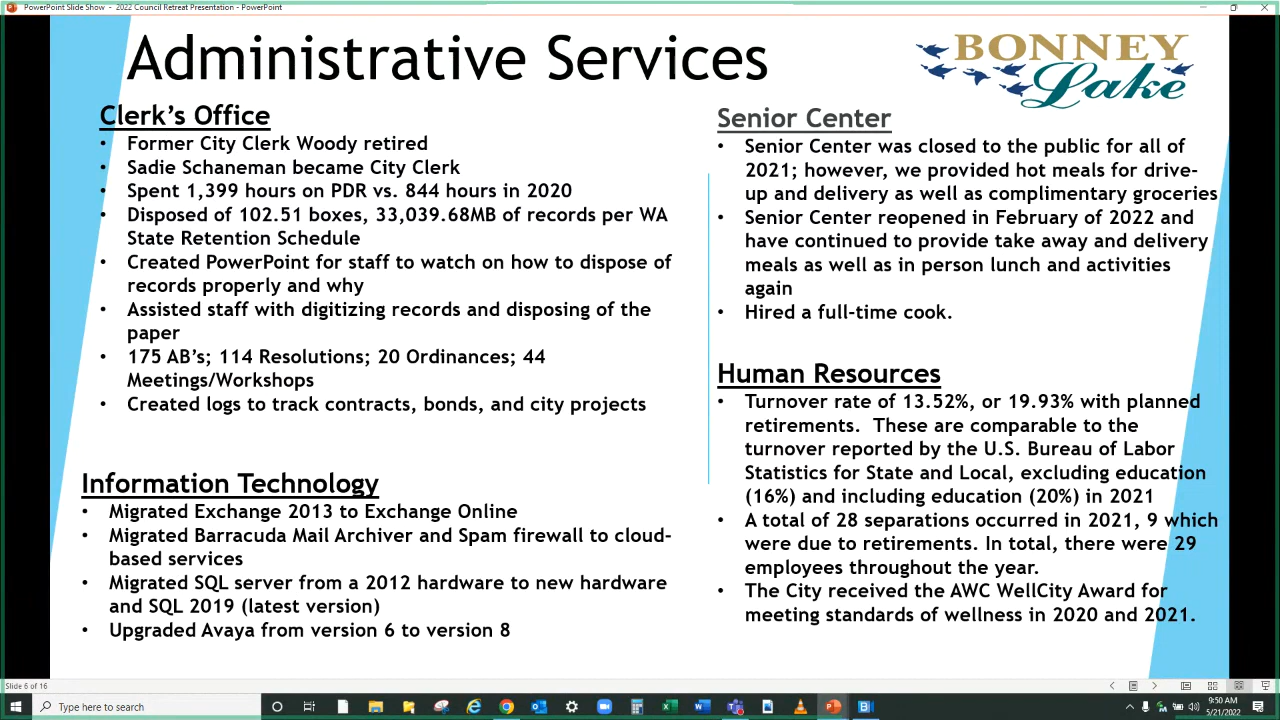 PowerPoint Slide Show - 2022 Council Retreat Presentation - PowerPoint
Administrative Services
BONNEY
Lake
Clerk's Office
• Former City Clerk Woody retired
• Sadie Schaneman became City Clerk
• Spent 1,399 hours on PDR vs. 844 hours in 2020
• Disposed of 102.51 boxes, 33,039.68MB of records per WA
State Retention Schedule
• Created PowerPoint for staff to watch on how to dispose of
records properly and why
• Assisted staff with digitizing records and disposing of the
paper
• 175 AB's; 114 Resolutions; 20 Ordinances; 44
Meetings/Workshops
• Created logs to track contracts, bonds, and city projects
Information Technology
• Migrated Exchange 2013 to Exchange Online
• Migrated Barracuda Mail Archiver and Spam firewall to cloud-
based services
• Migrated SQL server from a 2012 hardware to new hardware
and SQL 2019 (latest version)
• Upgraded Avaya from version 6 to version 8
Senior Center
• Senior Center was closed to the public for all of
2021; however, we provided hot meals for drive-
up and delivery as well as complimentary groceries
• Senior Center reopened in February of 2022 and
have continued to provide take away and delivery
meals as well as in person lunch and activities
again
• Hired a full-time cook.
Human Resources
• Turnover rate of 13.52%, or 19.93% with planned
retirements. These are comparable to the
turnover reported by the U.S. Bureau of Labor
Statistics for State and Local, excluding education
(16%) and including education (20%) in 2021
• A total of 28 separations occurred in 2021, 9 which
were due to retirements. In total, there were 29
employees throughout the year.
• The City received the AWC WellCity Award for
meeting standards of wellness in 2020 and 2021.
Slide 6 of 16
Type here to search
9:50 AM
5/21/2022